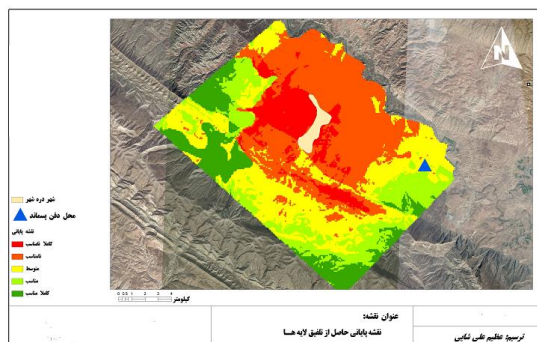 N
شهر دره شهر
محل دفن پسماند
نقشه پایانی
کاملا نامناسب
نامناسب
متوسط
مناسب
کاملا مناسب
کیلومتر
عنوان نقشه:
نقشه پایانی حاصل از تلفیق لایه هـا
ترسیم: عظیم علی شایی